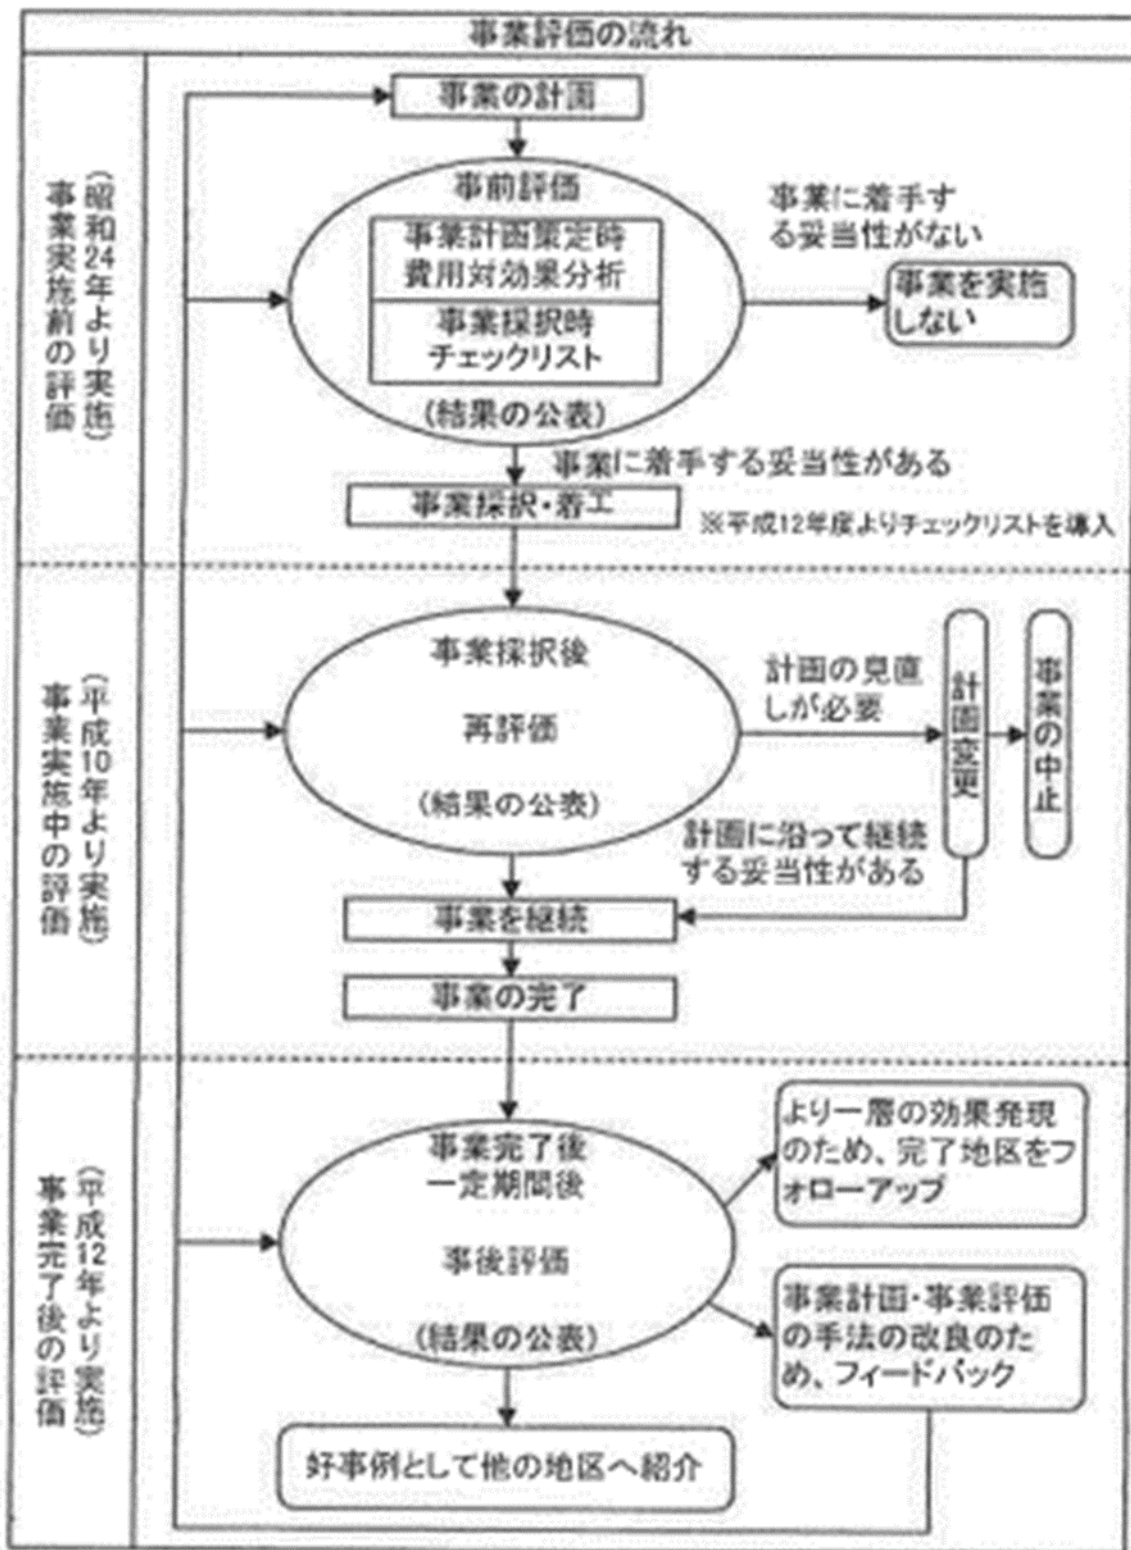 事業評価の流れ
事業実施前の評価
(昭和24年より実施)
事業の計画
事前評価
事業計画策定時
費用対効果分析
事業採択時
チェックリスト
(結果の公表)
事業に着手す
る妥当性がない
事業を実施
しない
事業に着手する妥当性がある
事業採択・着工
※平成12年度よりチェックリストを導入
事業実施中の評価
(平成10年より実施)
事業採択後
再評価
(結果の公表)
計画の見直
しが必要
計画変更
事業の中止
計画に沿って継続
する妥当性がある
事業を継続
事業の完了
事業完了後の評価
(平成12年より実施)
事業完了後
一定期間後
事後評価
(結果の公表)
より一層の効果発現
のため、完了地区をフ
ォローアップ
事業計画・事業評価
の手法の改良のた
め、フィードバック
好事例として他の地区へ紹介